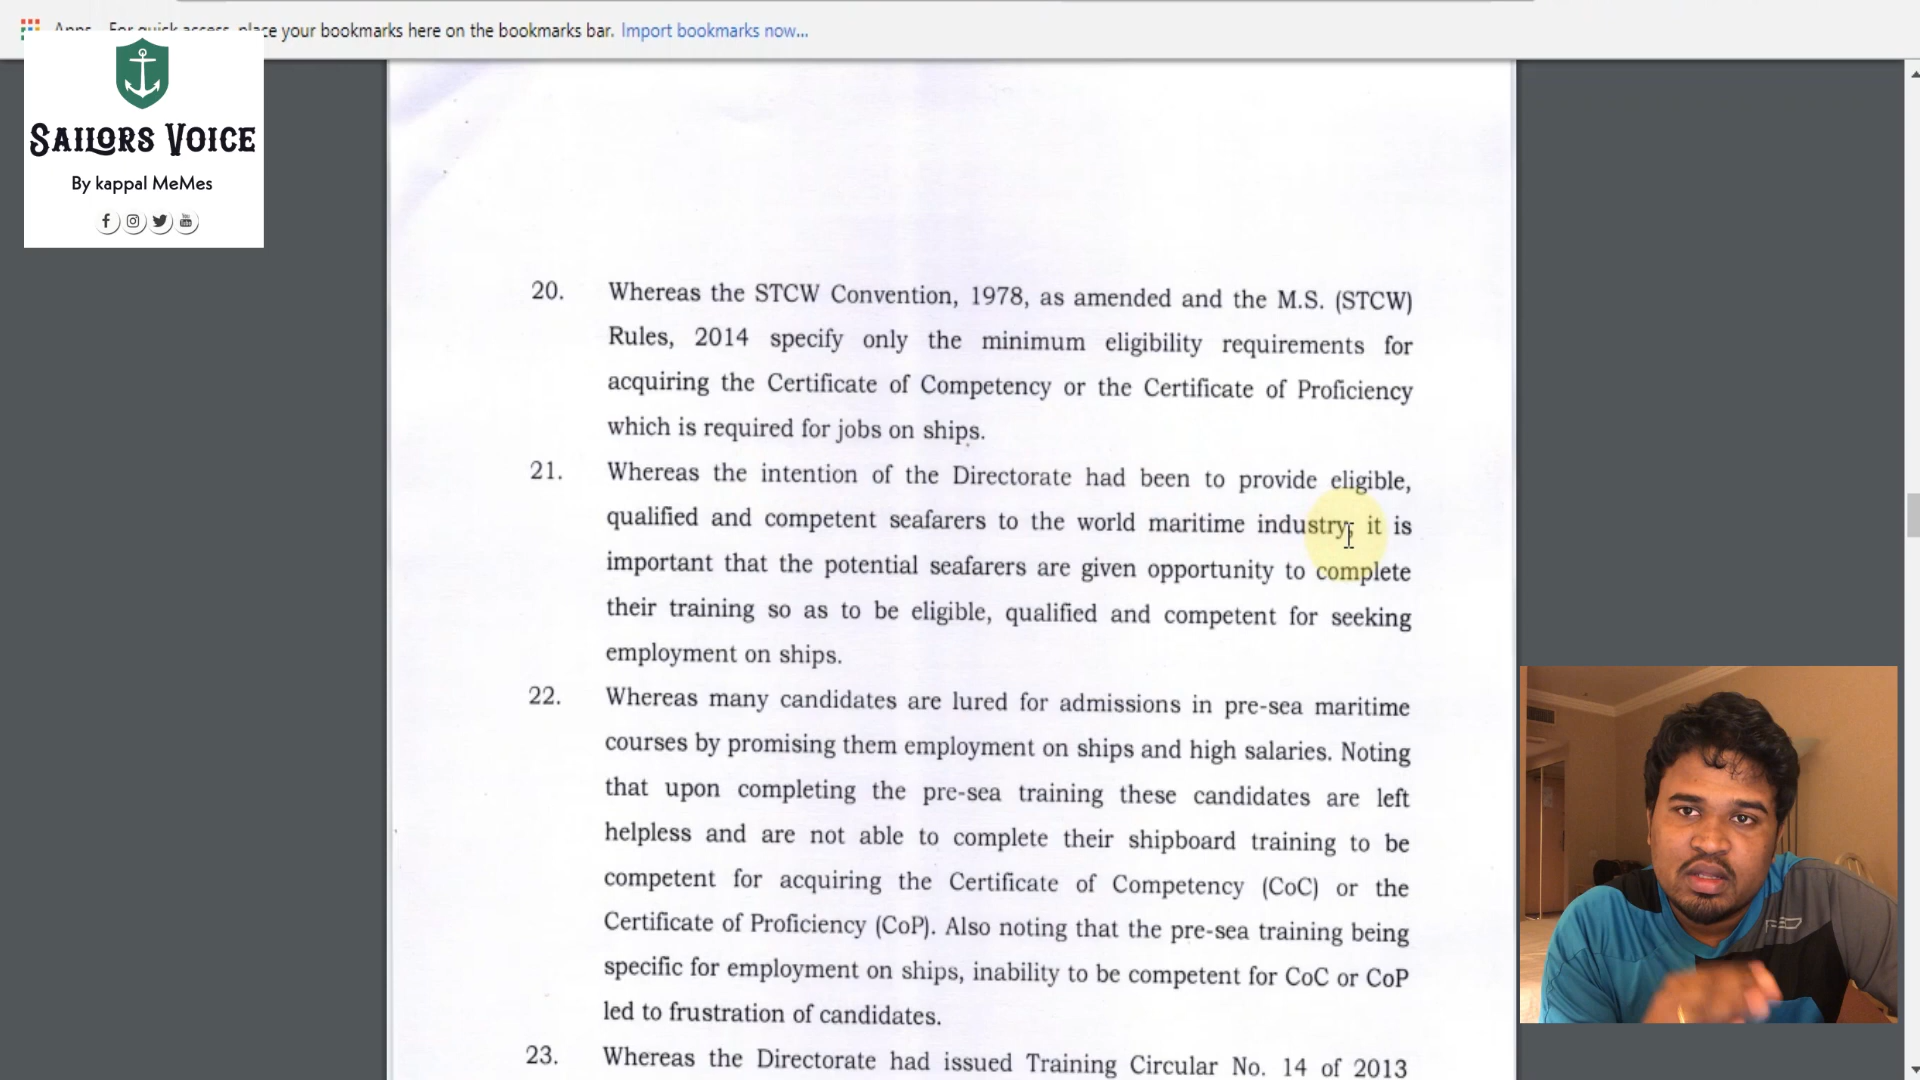 Apps For quick access, place your bookmarks here on the bookmarks bar. Import bookmarks now...
SAILORS VOICE
By kappal MeMes
20. Whereas the STCW Convention, 1978, as amended and the M.S. (STCW)
Rules, 2014 specify only the minimum eligibility requirements for
acquiring the Certificate of Competency or the Certificate of Proficiency
which is required for jobs on ships.
21. Whereas the intention of the Directorate had been to provide eligible,
qualified and competent seafarers to the world maritime industry, it is
important that the potential seafarers are given opportunity to complete
their training so as to be eligible, qualified and competent for seeking
employment on ships.
22. Whereas many candidates are lured for admissions in pre-sea maritime
courses by promising them employment on ships and high salaries. Noting
that upon completing the pre-sea training these candidates are left
helpless and are not able to complete their shipboard training to be
competent for acquiring the Certificate of Competency (CoC) or the
Certificate of Proficiency (CoP). Also noting that the pre-sea training being
specific for employment on ships, inability to be competent for CoC or CoP
led to frustration of candidates.
23. Whereas the Directorate had issued Training Circular No. 14 of 2013